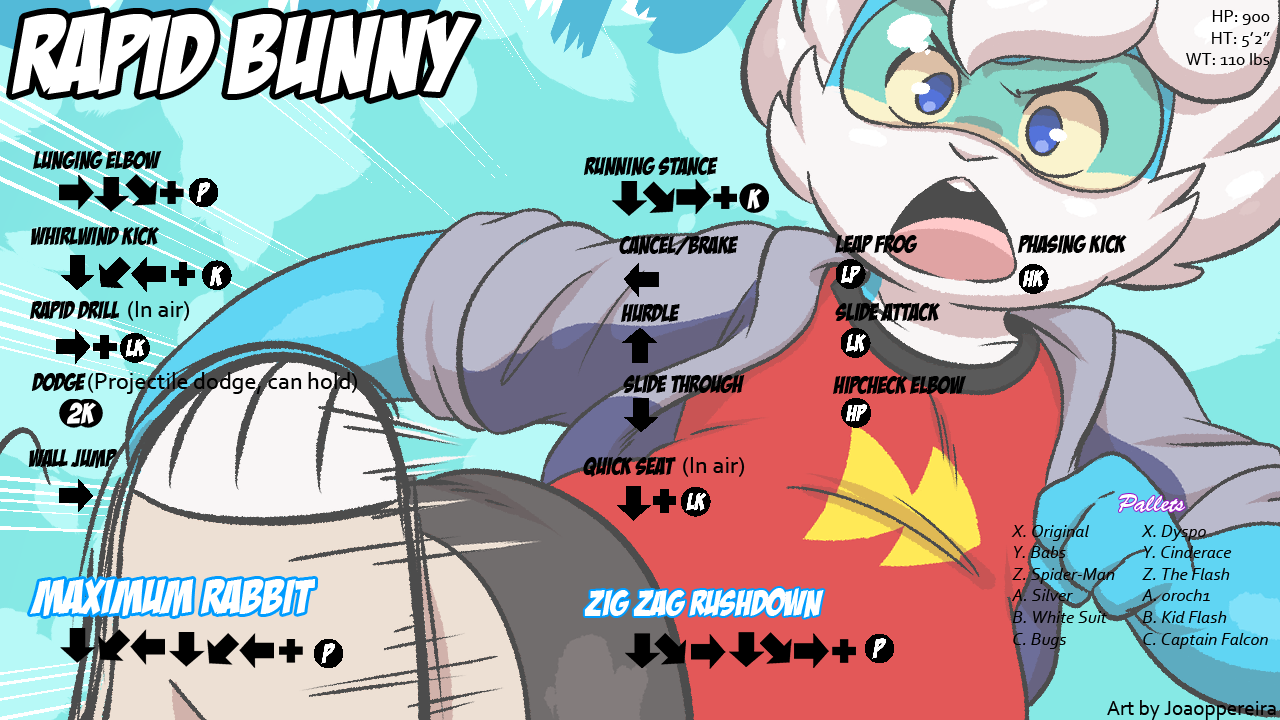 RAPID BUNNY
HP: 900
HT: 5'2"
WT: 110 lbs
LUNGING ELBOW
P
WHIRLWIND KICK
K
RAPID DRILL (In air)
LK
DODGE (Projectile dodge, can hold)
2K
WALL JUMP
RUNNING STANCE
K
CANCEL/BRAKE
HURDLE
SLIDE THROUGH
LEAP FROG
LP
SLIDE ATTACK
LK
HIPCHECK ELBOW
HP
PHASING KICK
HK
QUICK SEAT (In air)
LK
MAXIMUM RABBIT
P
ZIG ZAG RUSHDOWN
P
Pallets
X. Original
Y. Babs
Z. Spider-Man
A. Silver
B. White Suit
C. Bugs
X. Dyspo
Y. Cinderace
Z. The Flash
A. oroch1
B. Kid Flash
C. Captain Falcon
Art by Joaoppereira